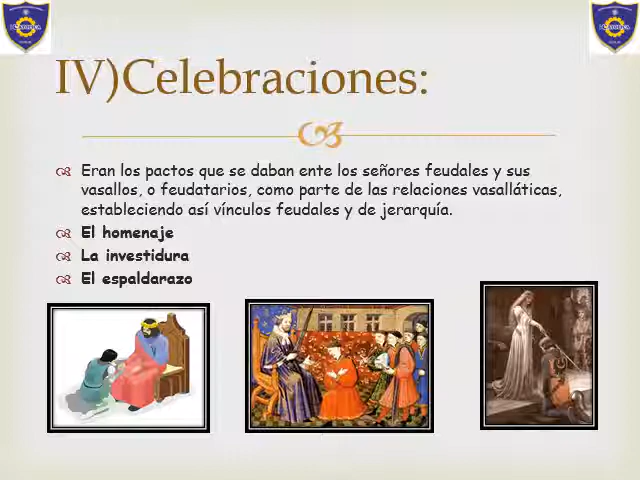 IV)Celebraciones:
Eran los pactos que se daban ente los señores feudales y sus
vasallos, o feudatarios, como parte de las relaciones vasalláticas,
estableciendo así vínculos feudales y de jerarquía.
El homenaje
La investidura
El espaldarazo